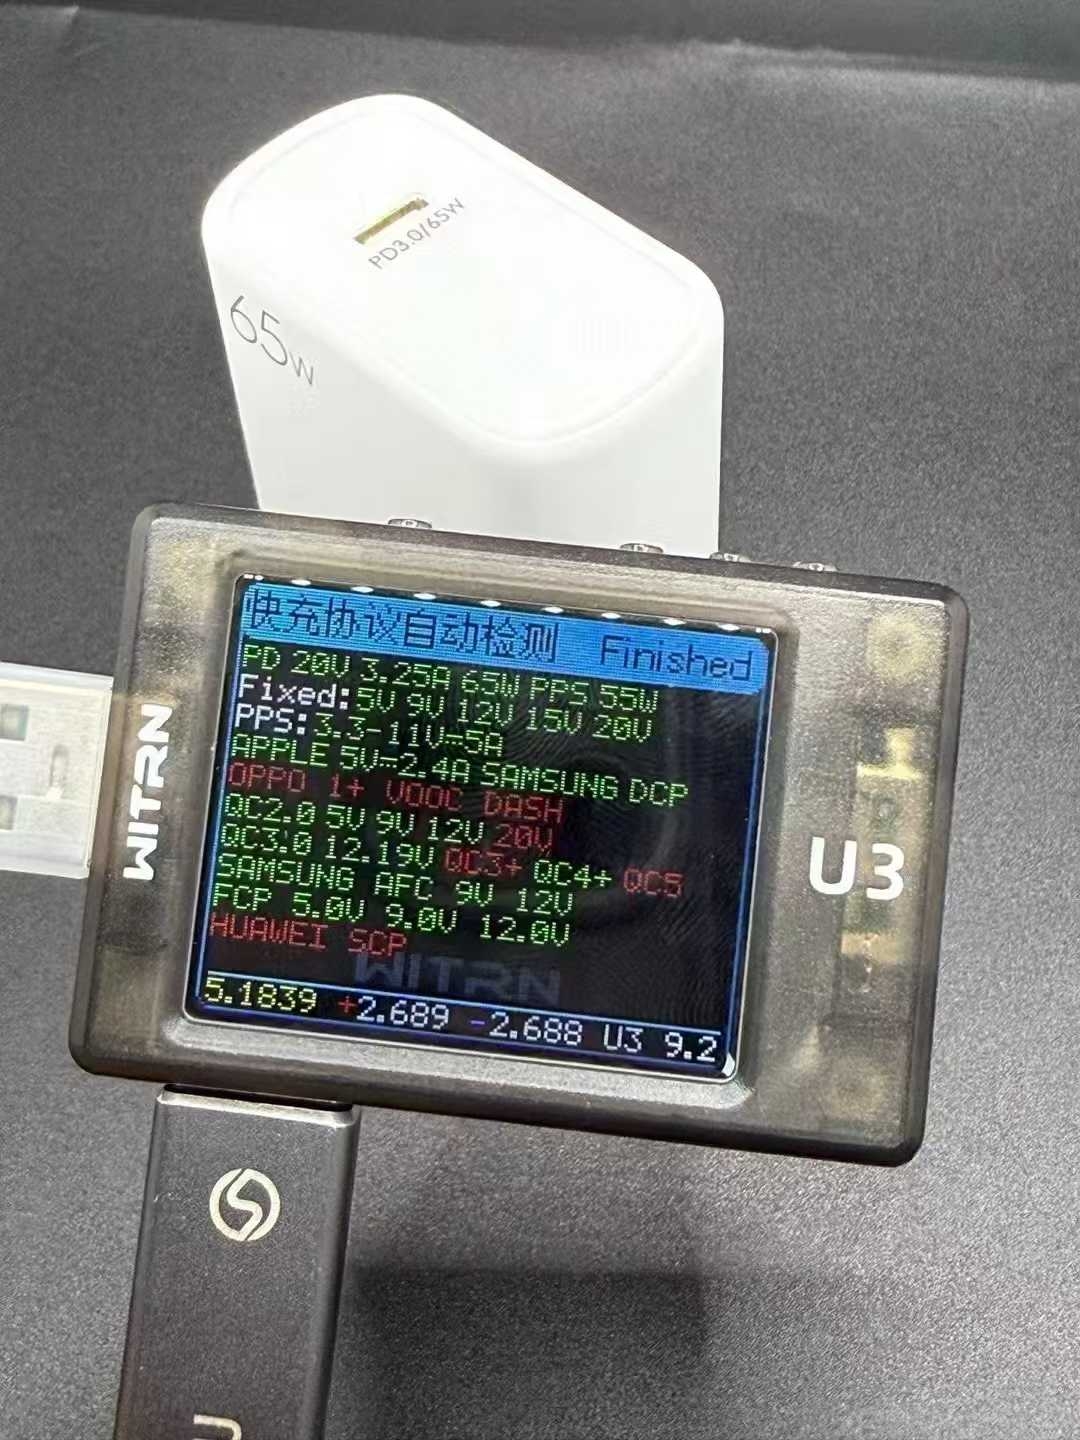 PD3.0/65W
65W
快充协议自动检测 Finished
PD 20V 3.25A 65W PPS 55W
Fixed: 5V 9V 12V 15V 20V
PPS: 3.3-11V-5A
APPLE 5V-2.4A SAMSUNG DCP
OPPO 1+ VOOC DASH
QC2.0 5V 9V 12V 20V
QC3.0 12.19V QC3+ QC4+ QC5
SAMSUNG AFC 9V 12V
FCP 5.0V 9.0V 12.0V
HUAWEI SCP
WITRN
5.1839 +2.689 -2.688 U3 9.2
WITRN
U3